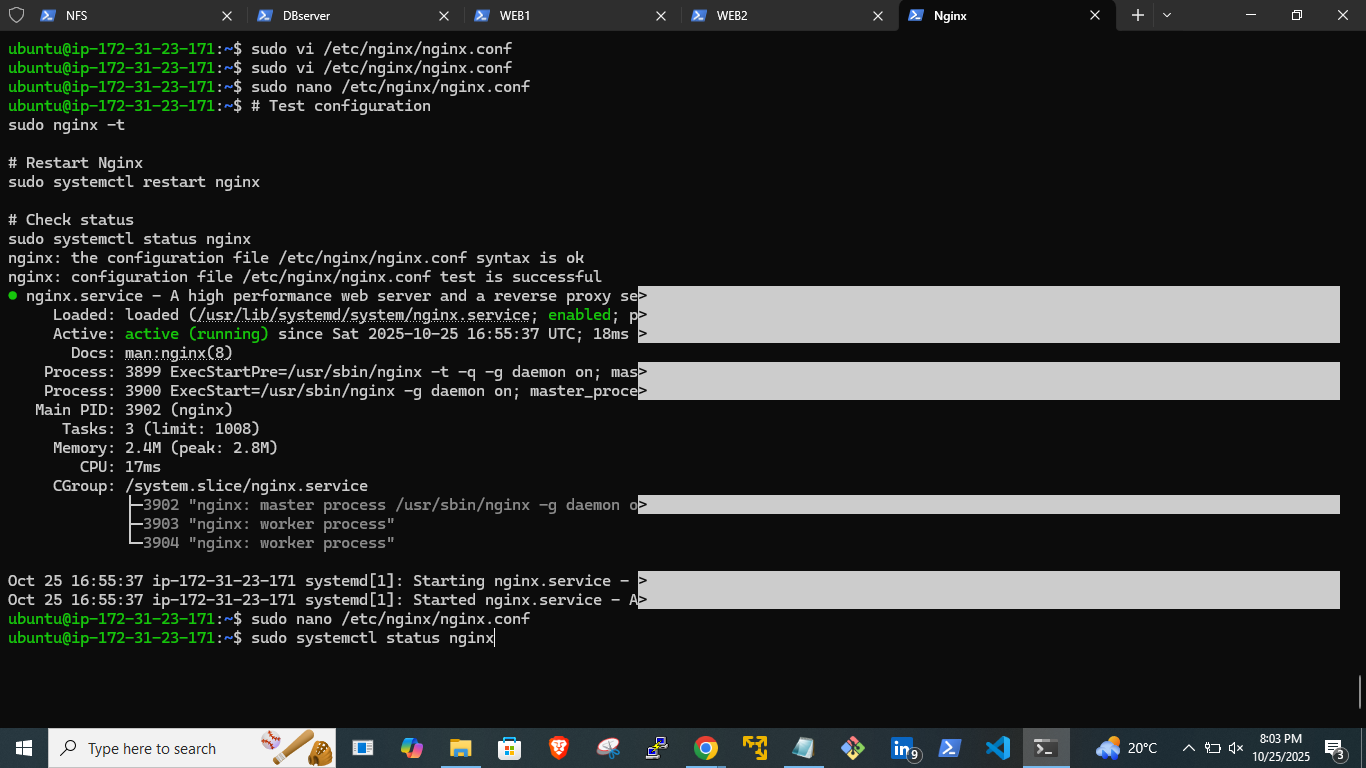 NFS DBserver WEB1 WEB2 Nginx
ubuntu@ip-172-31-23-171:~$ sudo vi /etc/nginx/nginx.conf
ubuntu@ip-172-31-23-171:~$ sudo vi /etc/nginx/nginx.conf
ubuntu@ip-172-31-23-171:~$ sudo nano /etc/nginx/nginx.conf
ubuntu@ip-172-31-23-171:~$ # Test configuration
sudo nginx -t
# Restart Nginx
sudo systemctl restart nginx
# Check status
sudo systemctl status nginx
nginx: the configuration file /etc/nginx/nginx.conf syntax is ok
nginx: configuration file /etc/nginx/nginx.conf test is successful
● nginx.service - A high performance web server and a reverse proxy se>
Loaded: loaded (/usr/lib/systemd/system/nginx.service; enabled; p>
Active: active (running) since Sat 2025-10-25 16:55:37 UTC; 18ms >
Docs: man:nginx(8)
Process: 3899 ExecStartPre=/usr/sbin/nginx -t -q -g daemon on; mas>
Process: 3900 ExecStart=/usr/sbin/nginx -g daemon on; master_proce>
Main PID: 3902 (nginx)
Tasks: 3 (limit: 1008)
Memory: 2.4M (peak: 2.8M)
CPU: 17ms
CGroup: /system.slice/nginx.service
├─3902 "nginx: master process /usr/sbin/nginx -g daemon o>
├─3903 "nginx: worker process"
└─3904 "nginx: worker process"
Oct 25 16:55:37 ip-172-31-23-171 systemd[1]: Starting nginx.service - >
Oct 25 16:55:37 ip-172-31-23-171 systemd[1]: Started nginx.service - A>
ubuntu@ip-172-31-23-171:~$ sudo nano /etc/nginx/nginx.conf
ubuntu@ip-172-31-23-171:~$ sudo systemctl status nginx
Type here to search
9
20°C
8:03 PM
10/25/2025
3